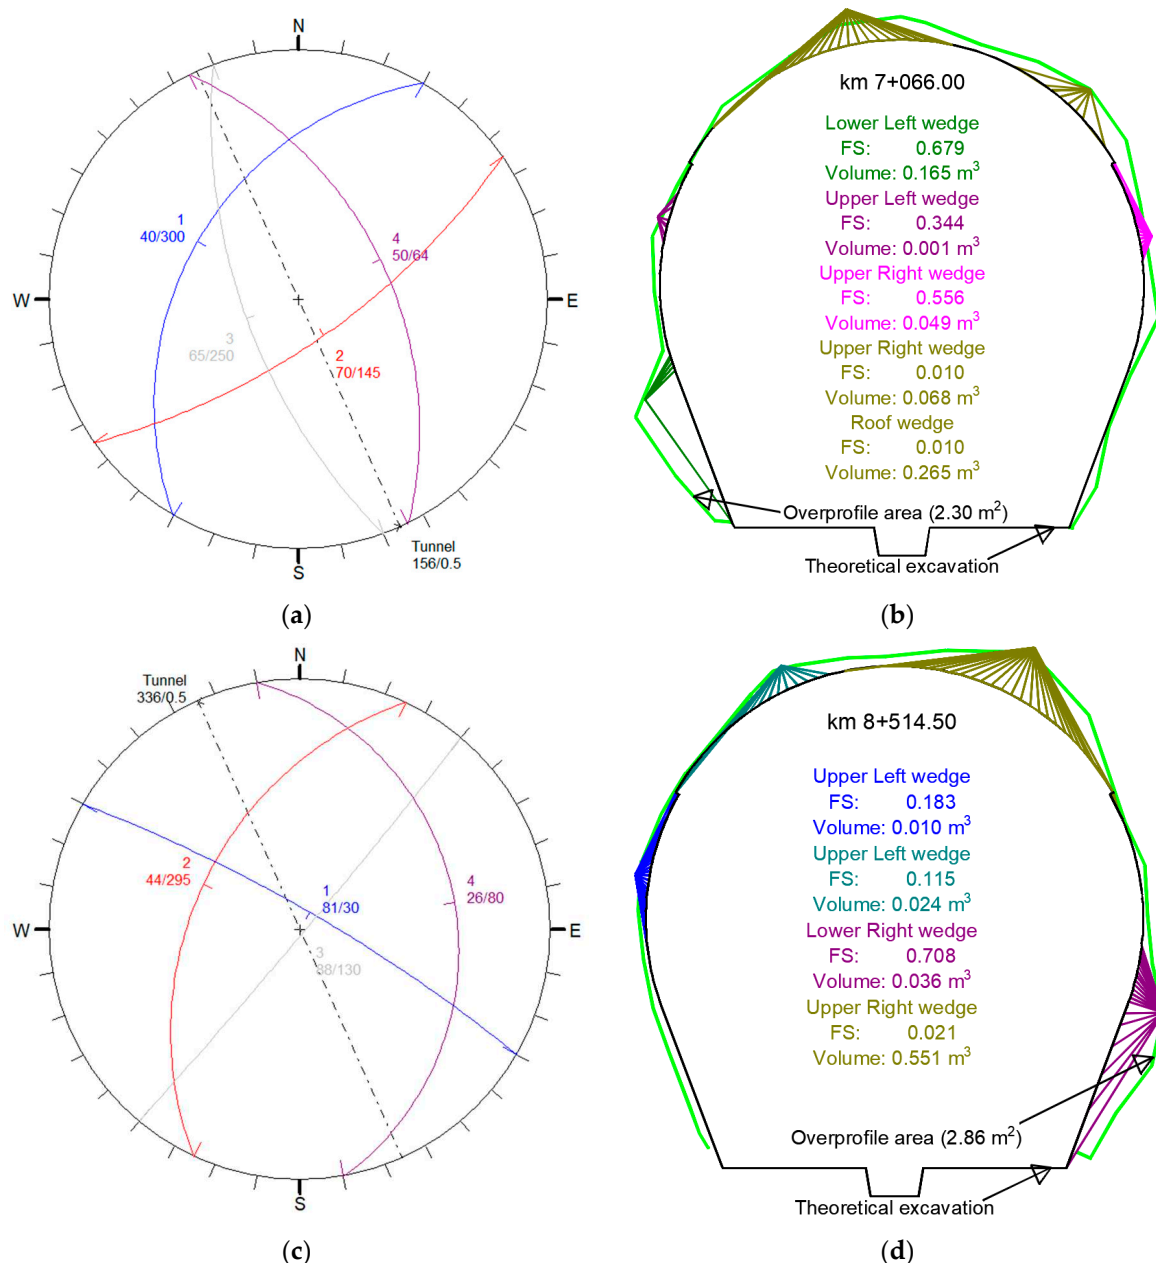 N
1
40/300
4
50/64
W
E
3
65/250
2
70/145
Tunnel
156/0.5
S
(a)
km 7+066.00
Lower Left wedge
FS: 0.679
Volume: 0.165 m³
Upper Left wedge
FS: 0.344
Volume: 0.001 m³
Upper Right wedge
FS: 0.556
Volume: 0.049 m³
Upper Right wedge
FS: 0.010
Volume: 0.068 m³
Roof wedge
FS: 0.010
Volume: 0.265 m³
Overprofile area (2.30 m²)
Theoretical excavation
(b)
N
Tunnel
336/0.5
2
44/295
1
81/30
4
26/80
W
E
3
88/130
S
(c)
km 8+514.50
Upper Left wedge
FS: 0.183
Volume: 0.010 m³
Upper Left wedge
FS: 0.115
Volume: 0.024 m³
Lower Right wedge
FS: 0.708
Volume: 0.036 m³
Upper Right wedge
FS: 0.021
Volume: 0.551 m³
Overprofile area (2.86 m²)
Theoretical excavation
(d)